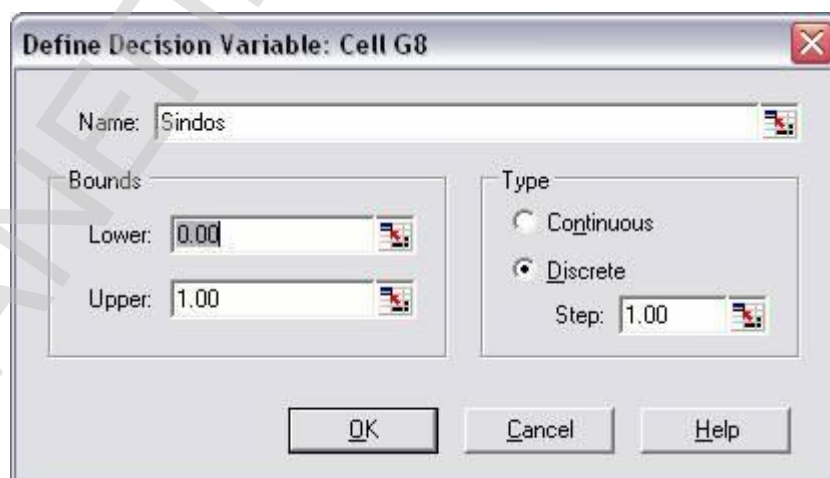 Define Decision Variable: Cell G8
Name: Sindos
Bounds
Lower: 0.00
Upper: 1.00
Type
Continuous
Discrete
Step: 1.00
OK
Cancel
Help